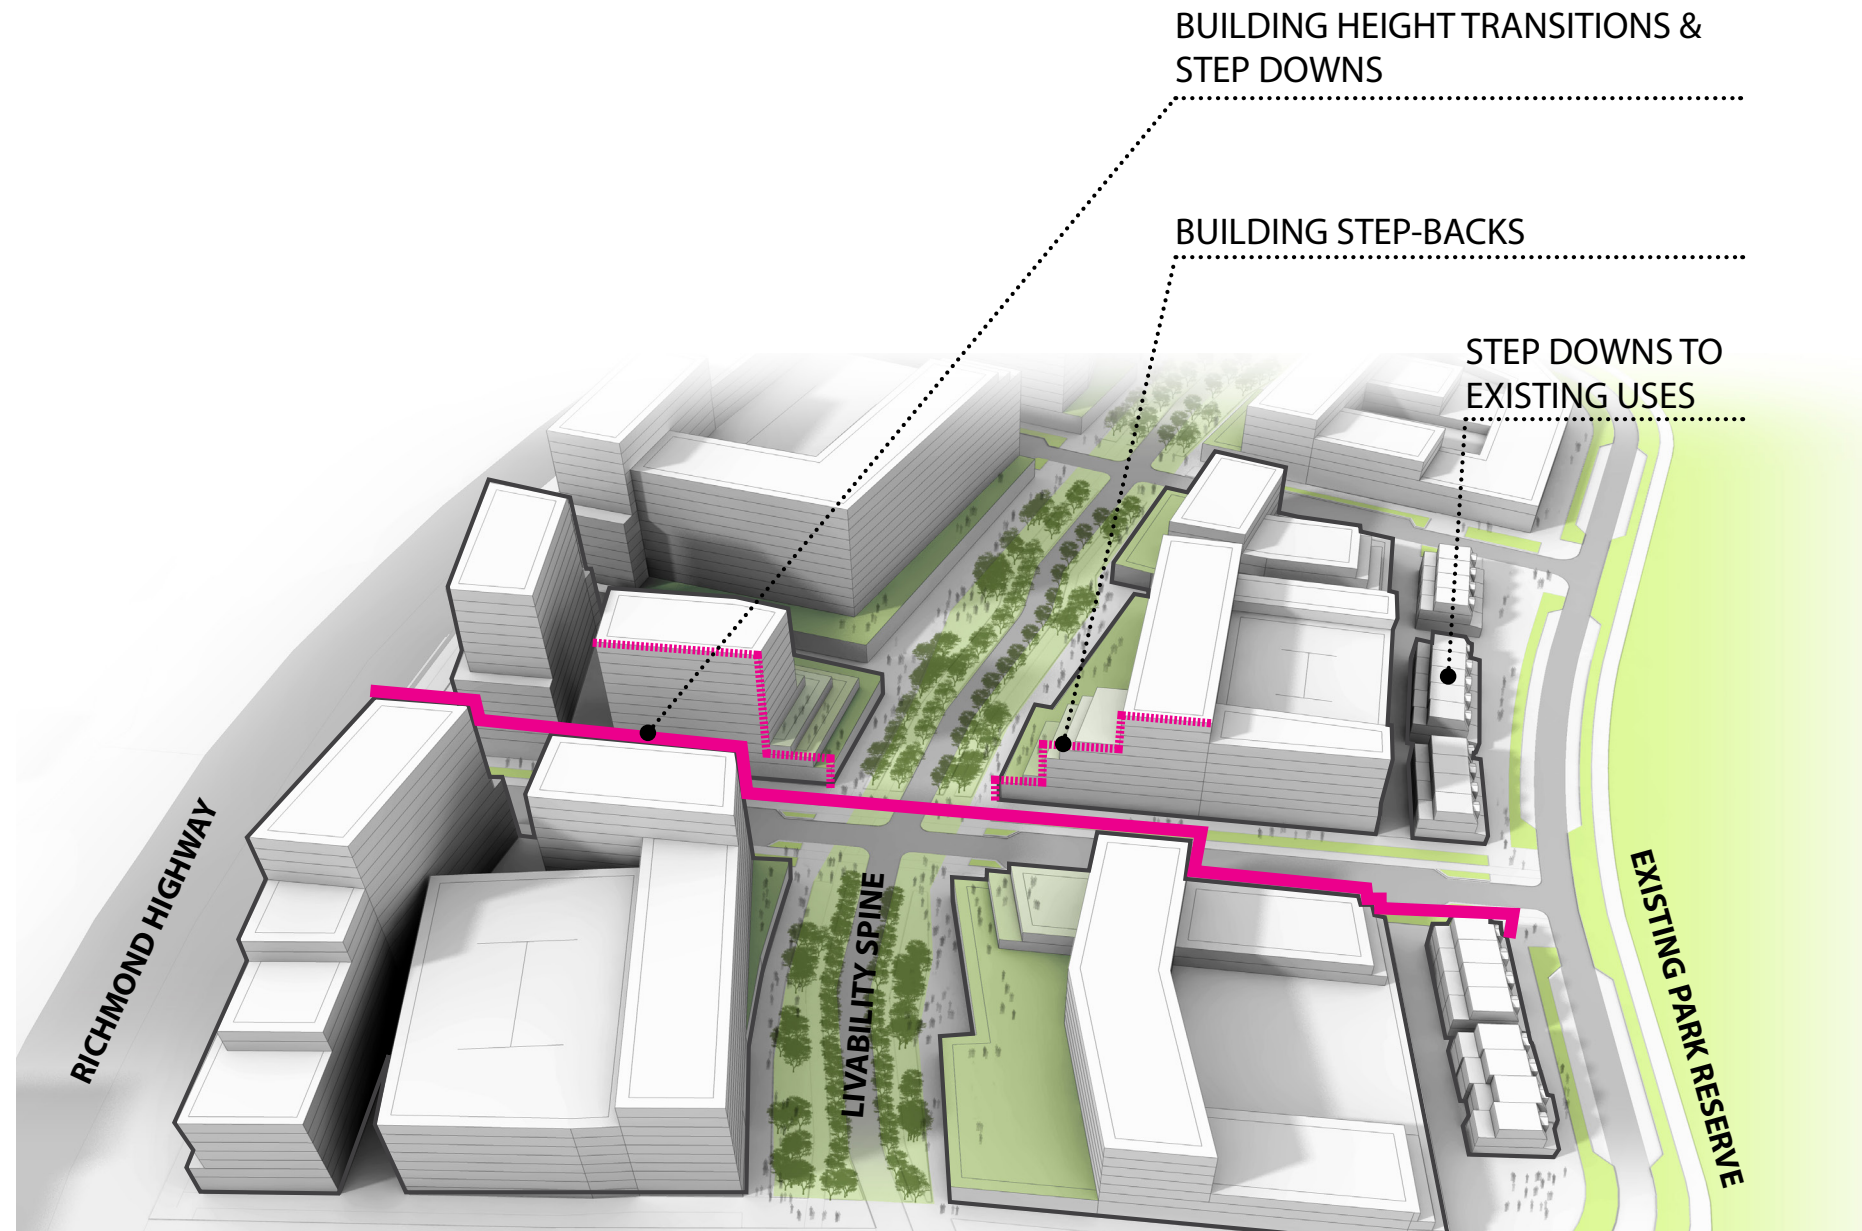 BUILDING HEIGHT TRANSITIONS &
STEP DOWNS
BUILDING STEP-BACKS
STEP DOWNS TO
EXISTING USES
RICHMOND HIGHWAY
LIVABILITY SPINE
EXISTING PARK RESERVE